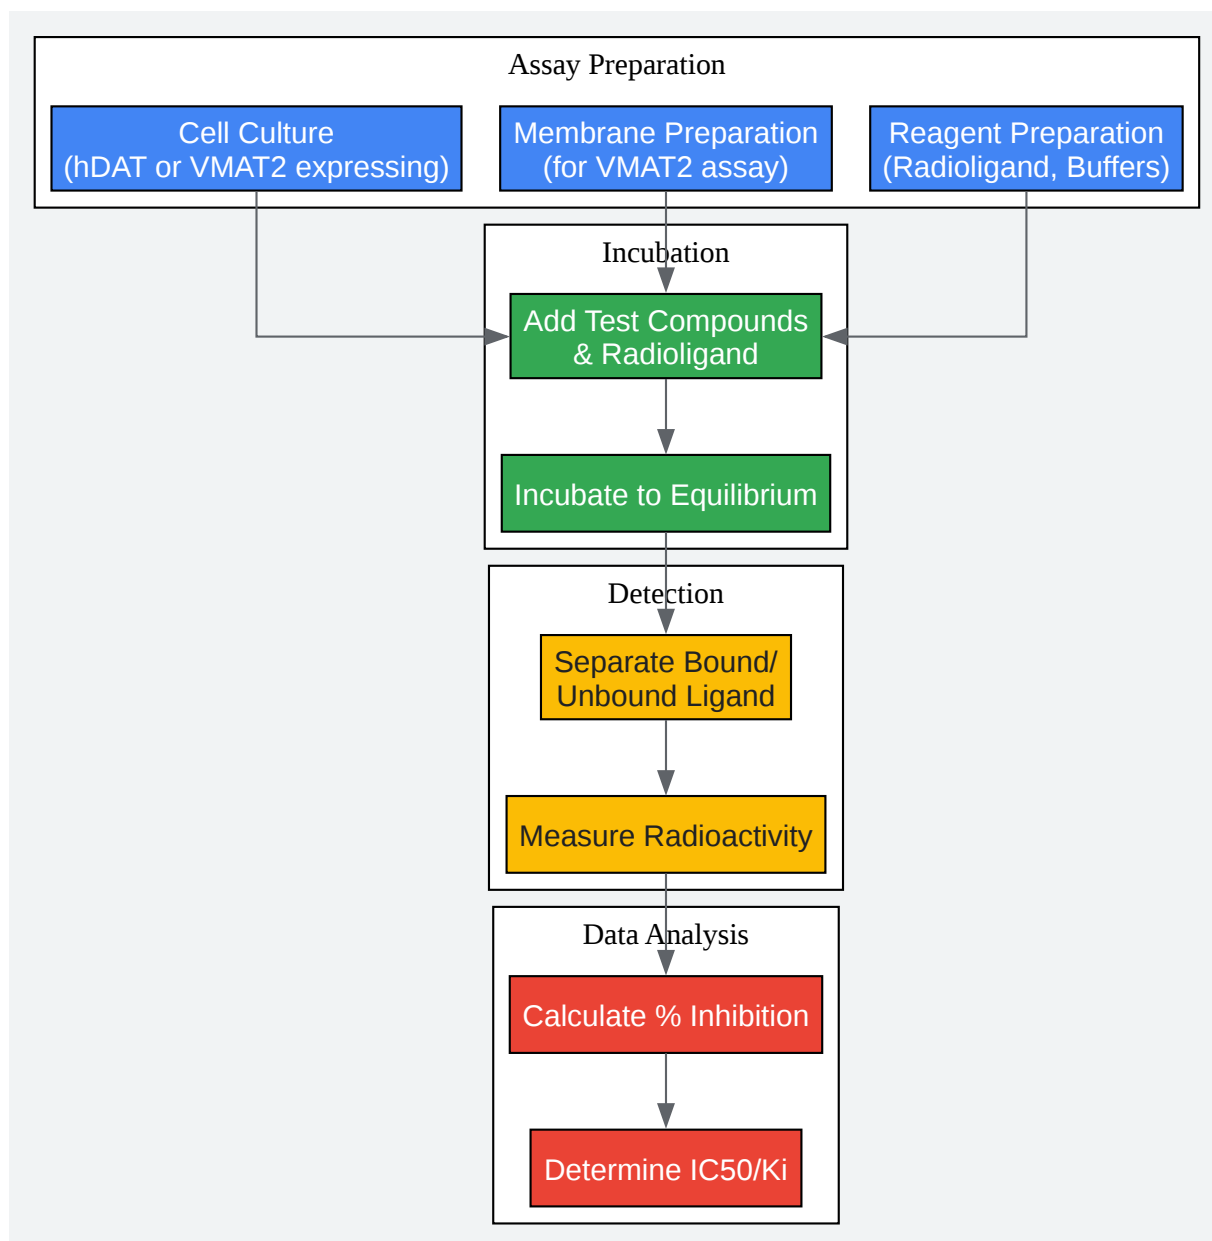 Assay Preparation
Cell Culture
(hDAT or VMAT2 expressing)
Membrane Preparation
(for VMAT2 assay)
Reagent Preparation
(Radioligand, Buffers)
Incubation
Add Test Compounds
& Radioligand
Incubate to Equilibrium
Detection
Separate Bound/
Unbound Ligand
Measure Radioactivity
Data Analysis
Calculate % Inhibition
Determine IC50/Ki